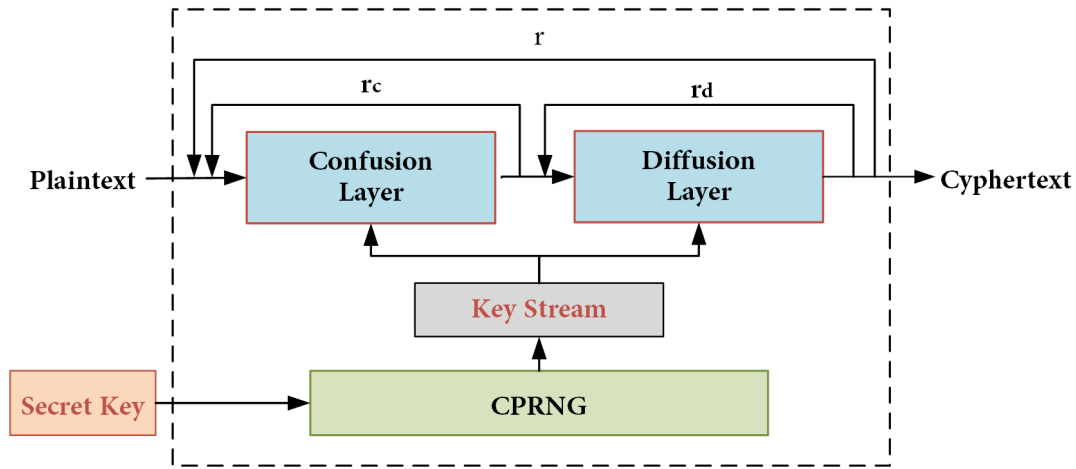 r
rc
rd
Plaintext
Confusion
Layer
Diffusion
Layer
Cyphertext
Key Stream
Secret Key
CPRNG